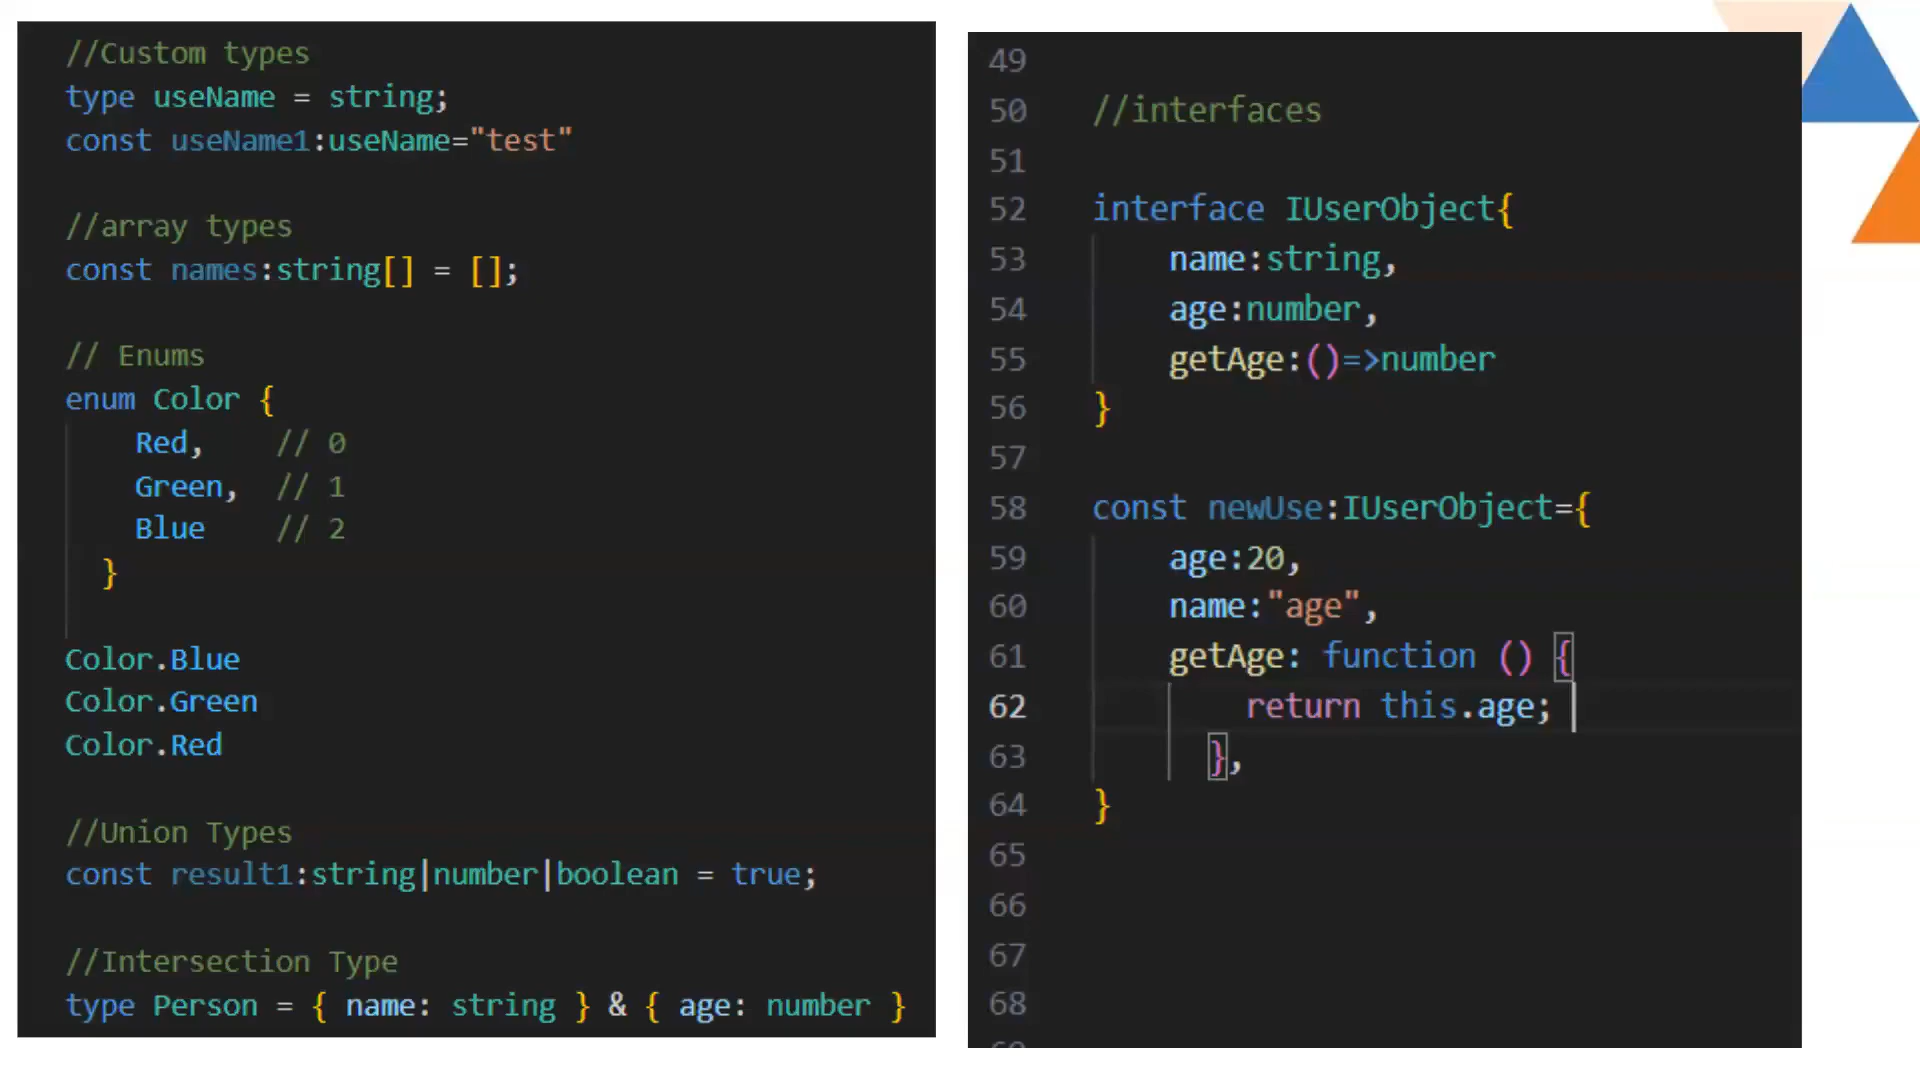 //Custom types
type useName = string;
const useName1:useName="test"
//array types
const names:string[] = [];
// Enums
enum Color {
Red, // 0
Green, // 1
Blue // 2
}
Color.Blue
Color.Green
Color.Red
//Union Types
const result1:string|number|boolean = true;
//Intersection Type
type Person = { name: string } & { age: number }
49
50 //interfaces
51
52 interface IUserObject{
53 name:string,
54 age:number,
55 getAge:()=>number
56 }
57
58 const newUse:IUserObject={
59 age:20,
60 name:"age",
61 getAge: function () {
62 return this.age;
63 },
64 }
65
66
67
68